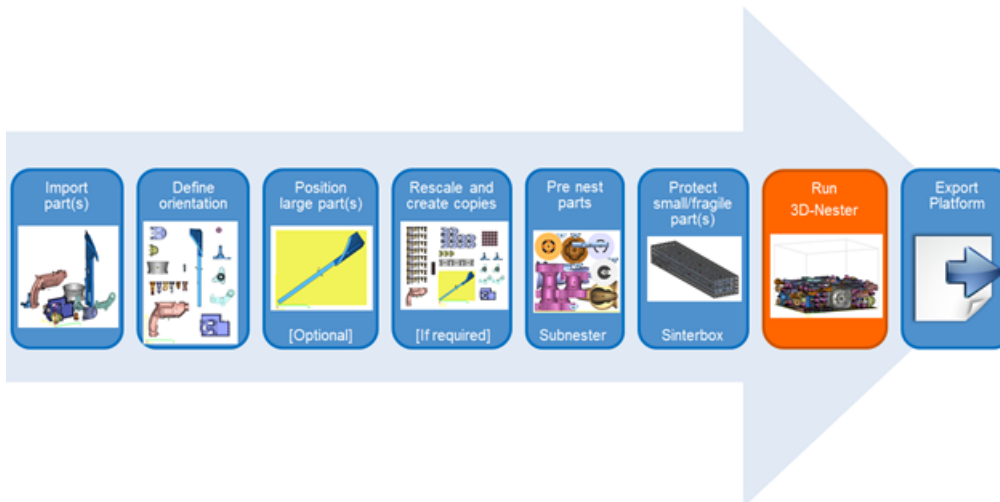 Import
part(s)
Define
orientation
Position
large part(s)
[Optional]
Rescale and
create copies
[If required]
Pre nest
parts
Subnester
Protect
small/fragile
part(s)
Sinterbox
Run
3D-Nester
Export
Platform